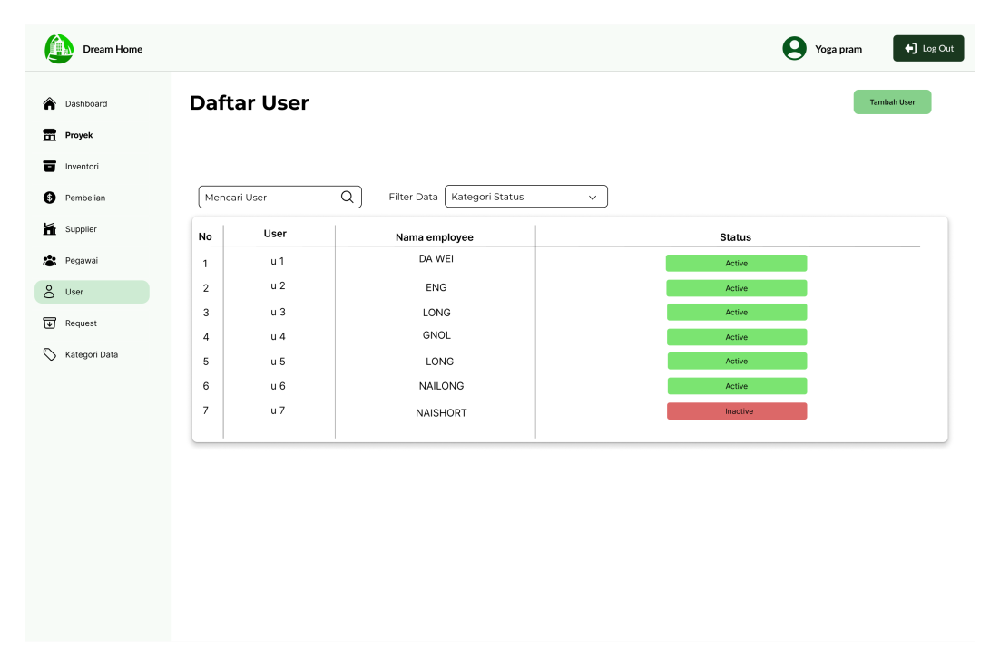 Dream Home
Yoga pram
Log Out
Dashboard
Proyek
Inventori
Pembelian
Supplier
Pegawai
User
Request
Kategori Data
Daftar User
Tambah User
Mencari User
Filter Data
Kategori Status
No User Nama employee Status
1 u 1 DA WEI Active
2 u 2 ENG Active
3 u 3 LONG Active
4 u 4 GNOL Active
5 u 5 LONG Active
6 u 6 NAILONG Active
7 u 7 NAISHORT Inactive